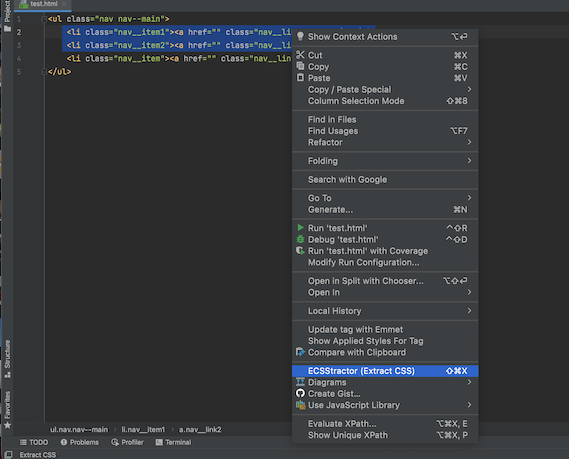 Project
test.html
1 <ul class="nav nav--main">
2 <li class="nav__item1"><a href="" class="nav__li
3 <li class="nav__item2"><a href="" class="nav__li
4 <li class="nav__item"><a href="" class="nav__lin
5 </ul>
Show Context Actions ⌥⏎
Cut ⌘X
Copy ⌘C
Paste ⌘V
Copy / Paste Special
Column Selection Mode ⇧⌘8
Find in Files
Find Usages ⌥F7
Refactor
Folding
Search with Google
Go To
Generate... ⌘N
Run 'test.html' ^⇧R
Debug 'test.html' ^⇧D
Run 'test.html' with Coverage
Modify Run Configuration...
Open in Split with Chooser... ⌥⇧⏎
Open In
Local History
Update tag with Emmet
Show Applied Styles For Tag
Compare with Clipboard
ECSStractor (Extract CSS) ⇧⌘X
Diagrams
Create Gist...
Use JavaScript Library
Evaluate XPath... ⌥⌘X, E
Show Unique XPath ⌥⌘X, P
Structure
Favorites
ul.nav.nav--main
li.nav__item1
a.nav__link2
TODO
Problems
Profiler
Terminal
Extract CSS